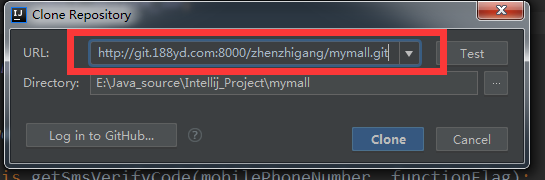 Clone Repository
URL: http://git.188yd.com:8000/zhenzhigang/mymall.git Test
Directory: E:\Java_source\Intellij_Project\mymall ...
Log in to GitHub... ? Clone Cancel
is getSmsVerifyCode(mobilePhoneNumber, functionFlag);